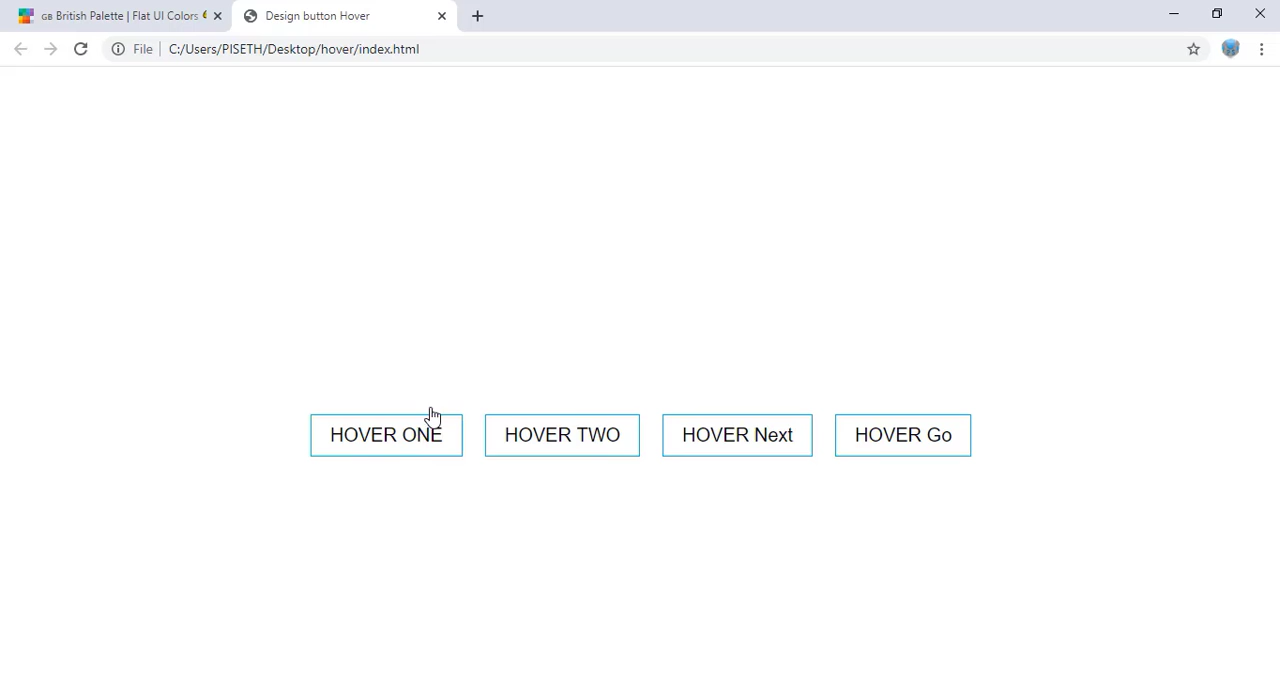 GB British Palette | Flat UI Colors
Design button Hover
File
C:/Users/PISETH/Desktop/hover/index.html
HOVER ONE
HOVER TWO
HOVER Next
HOVER Go